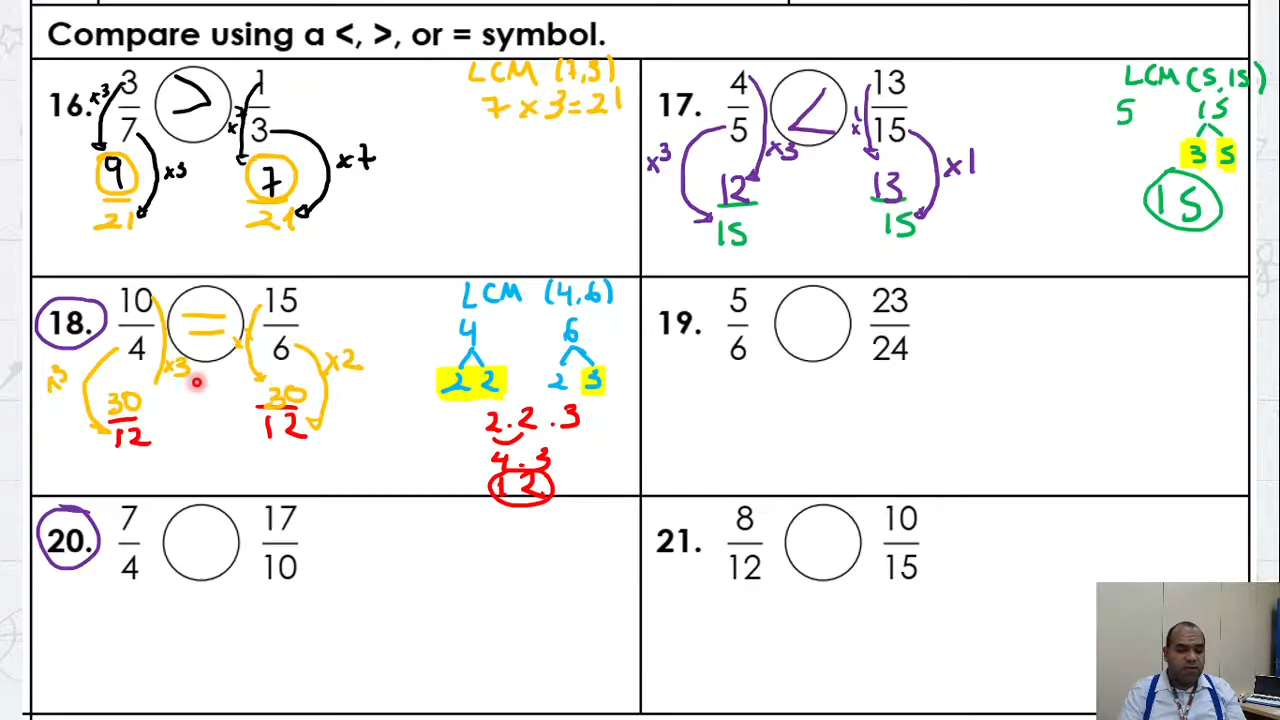 Compare using a <, >, or = symbol.
16. 3/7 > 1/3
x3
x3
x7
x7
9/21
7/21
LCM (7,3)
7 x 3 = 21
17. 4/5 < 13/15
x3
x3
x1
x1
12/15
13/15
LCM (5,15)
5 15
3 5
15
18. 10/4 = 15/6
x3
x3
x2
30/12
30/12
LCM (4,6)
4 6
2 2 2 3
2.2.3
4.3
12
19. 5/6 23/24
20. 7/4 17/10
21. 8/12 10/15